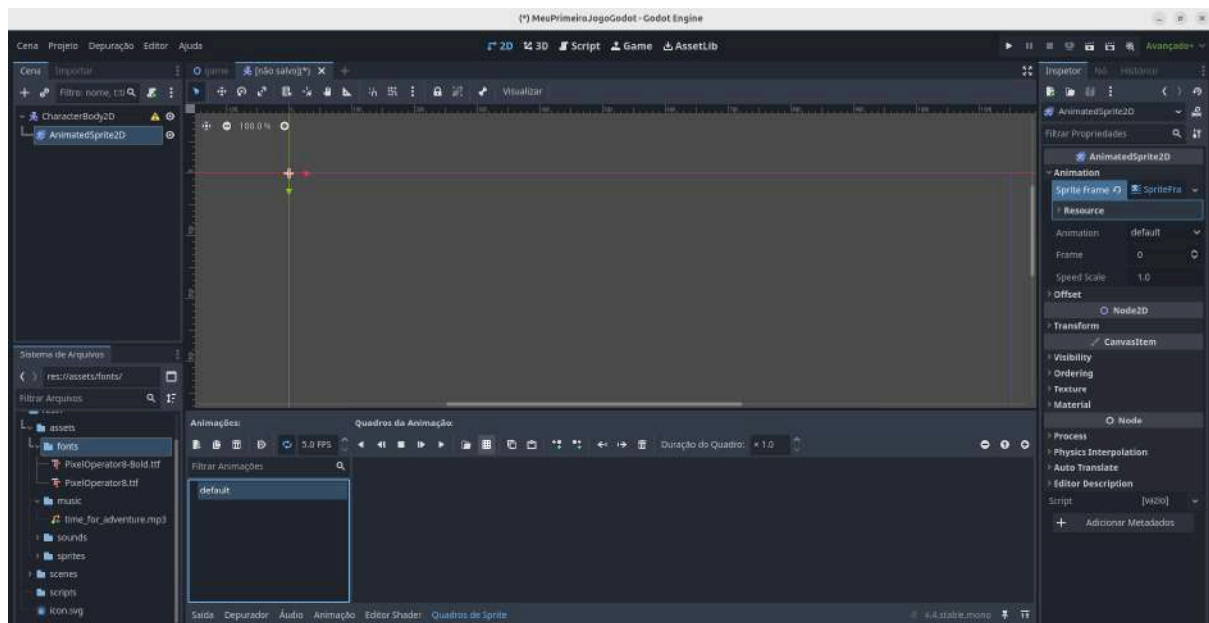 (*) MeuPrimeiroJogoGodot - Godot Engine
Cena Projeto Depuração Editor Ajuda
2D 3D Script Game AssetLib
Avançado+
Cena Importar
Filtro: nome, t:ti
CharacterBody2D
AnimatedSprite2D
game [não salvo](*)
Visualizar
100.0 %
Inspetor Nó Histórico
AnimatedSprite2D
Filtrar Propriedades
AnimatedSprite2D
Animation
Sprite Frame SpriteFra
Resource
Animation default
Frame 0
Speed Scale 1.0
Offset
Node2D
Transform
CanvasItem
Visibility
Ordering
Texture
Material
Node
Process
Physics Interpolation
Auto Translate
Editor Description
Script [vazio]
Adicionar Metadados
Sistema de Arquivos
res://assets/fonts/
Filtrar Arquivos
assets
fonts
PixelOperator8-Bold.ttf
PixelOperator8.ttf
music
time_for_adventure.mp3
sounds
sprites
scenes
scripts
icon.svg
Animações: Quadros da Animação:
5.0 FPS Duração do Quadro: × 1.0
Filtrar Animações
default
Saída Depurador Áudio Animação Editor Shader Quadros de Sprite
4.4.stable.mono